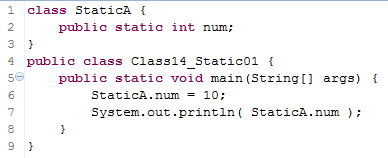 1 class StaticA {
2     public static int num;
3 }
4 public class Class14_Static01 {
5     public static void main(String[] args) {
6         StaticA.num = 10;
7         System.out.println( StaticA.num );
8     }
9 }